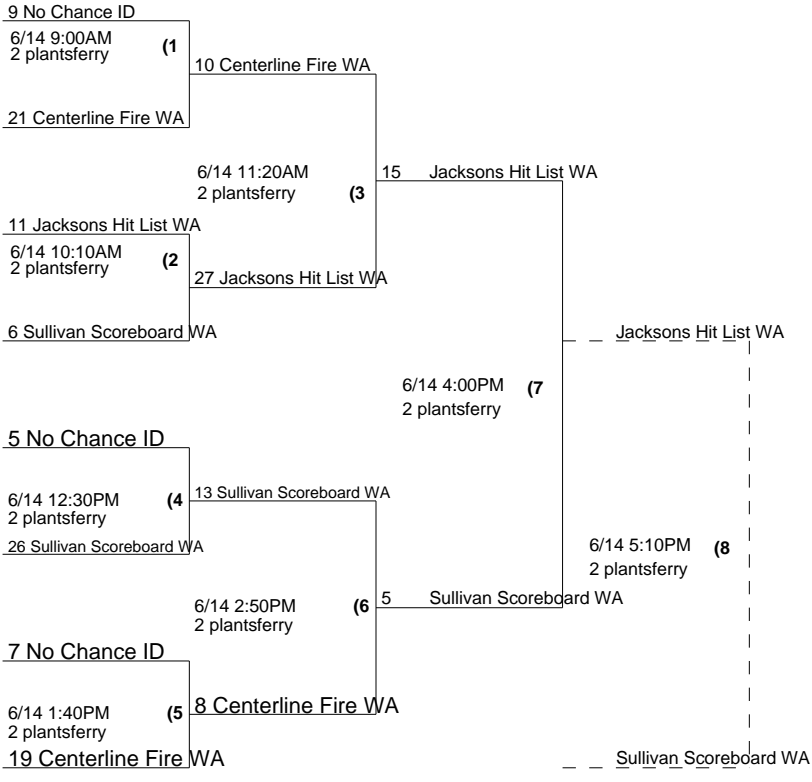 9 No Chance ID
6/14 9:00AM (1
2 plantsferry
10 Centerline Fire WA
21 Centerline Fire WA
6/14 11:20AM
2 plantsferry (3
15 Jacksons Hit List WA
11 Jacksons Hit List WA
6/14 10:10AM (2
2 plantsferry
27 Jacksons Hit List WA
6 Sullivan Scoreboard WA
Jacksons Hit List WA
6/14 4:00PM (7
2 plantsferry
5 No Chance ID
6/14 12:30PM (4
2 plantsferry
13 Sullivan Scoreboard WA
26 Sullivan Scoreboard WA
6/14 5:10PM (8
2 plantsferry
6/14 2:50PM (6
2 plantsferry
5 Sullivan Scoreboard WA
7 No Chance ID
6/14 1:40PM (5
2 plantsferry
8 Centerline Fire WA
19 Centerline Fire WA
Sullivan Scoreboard WA